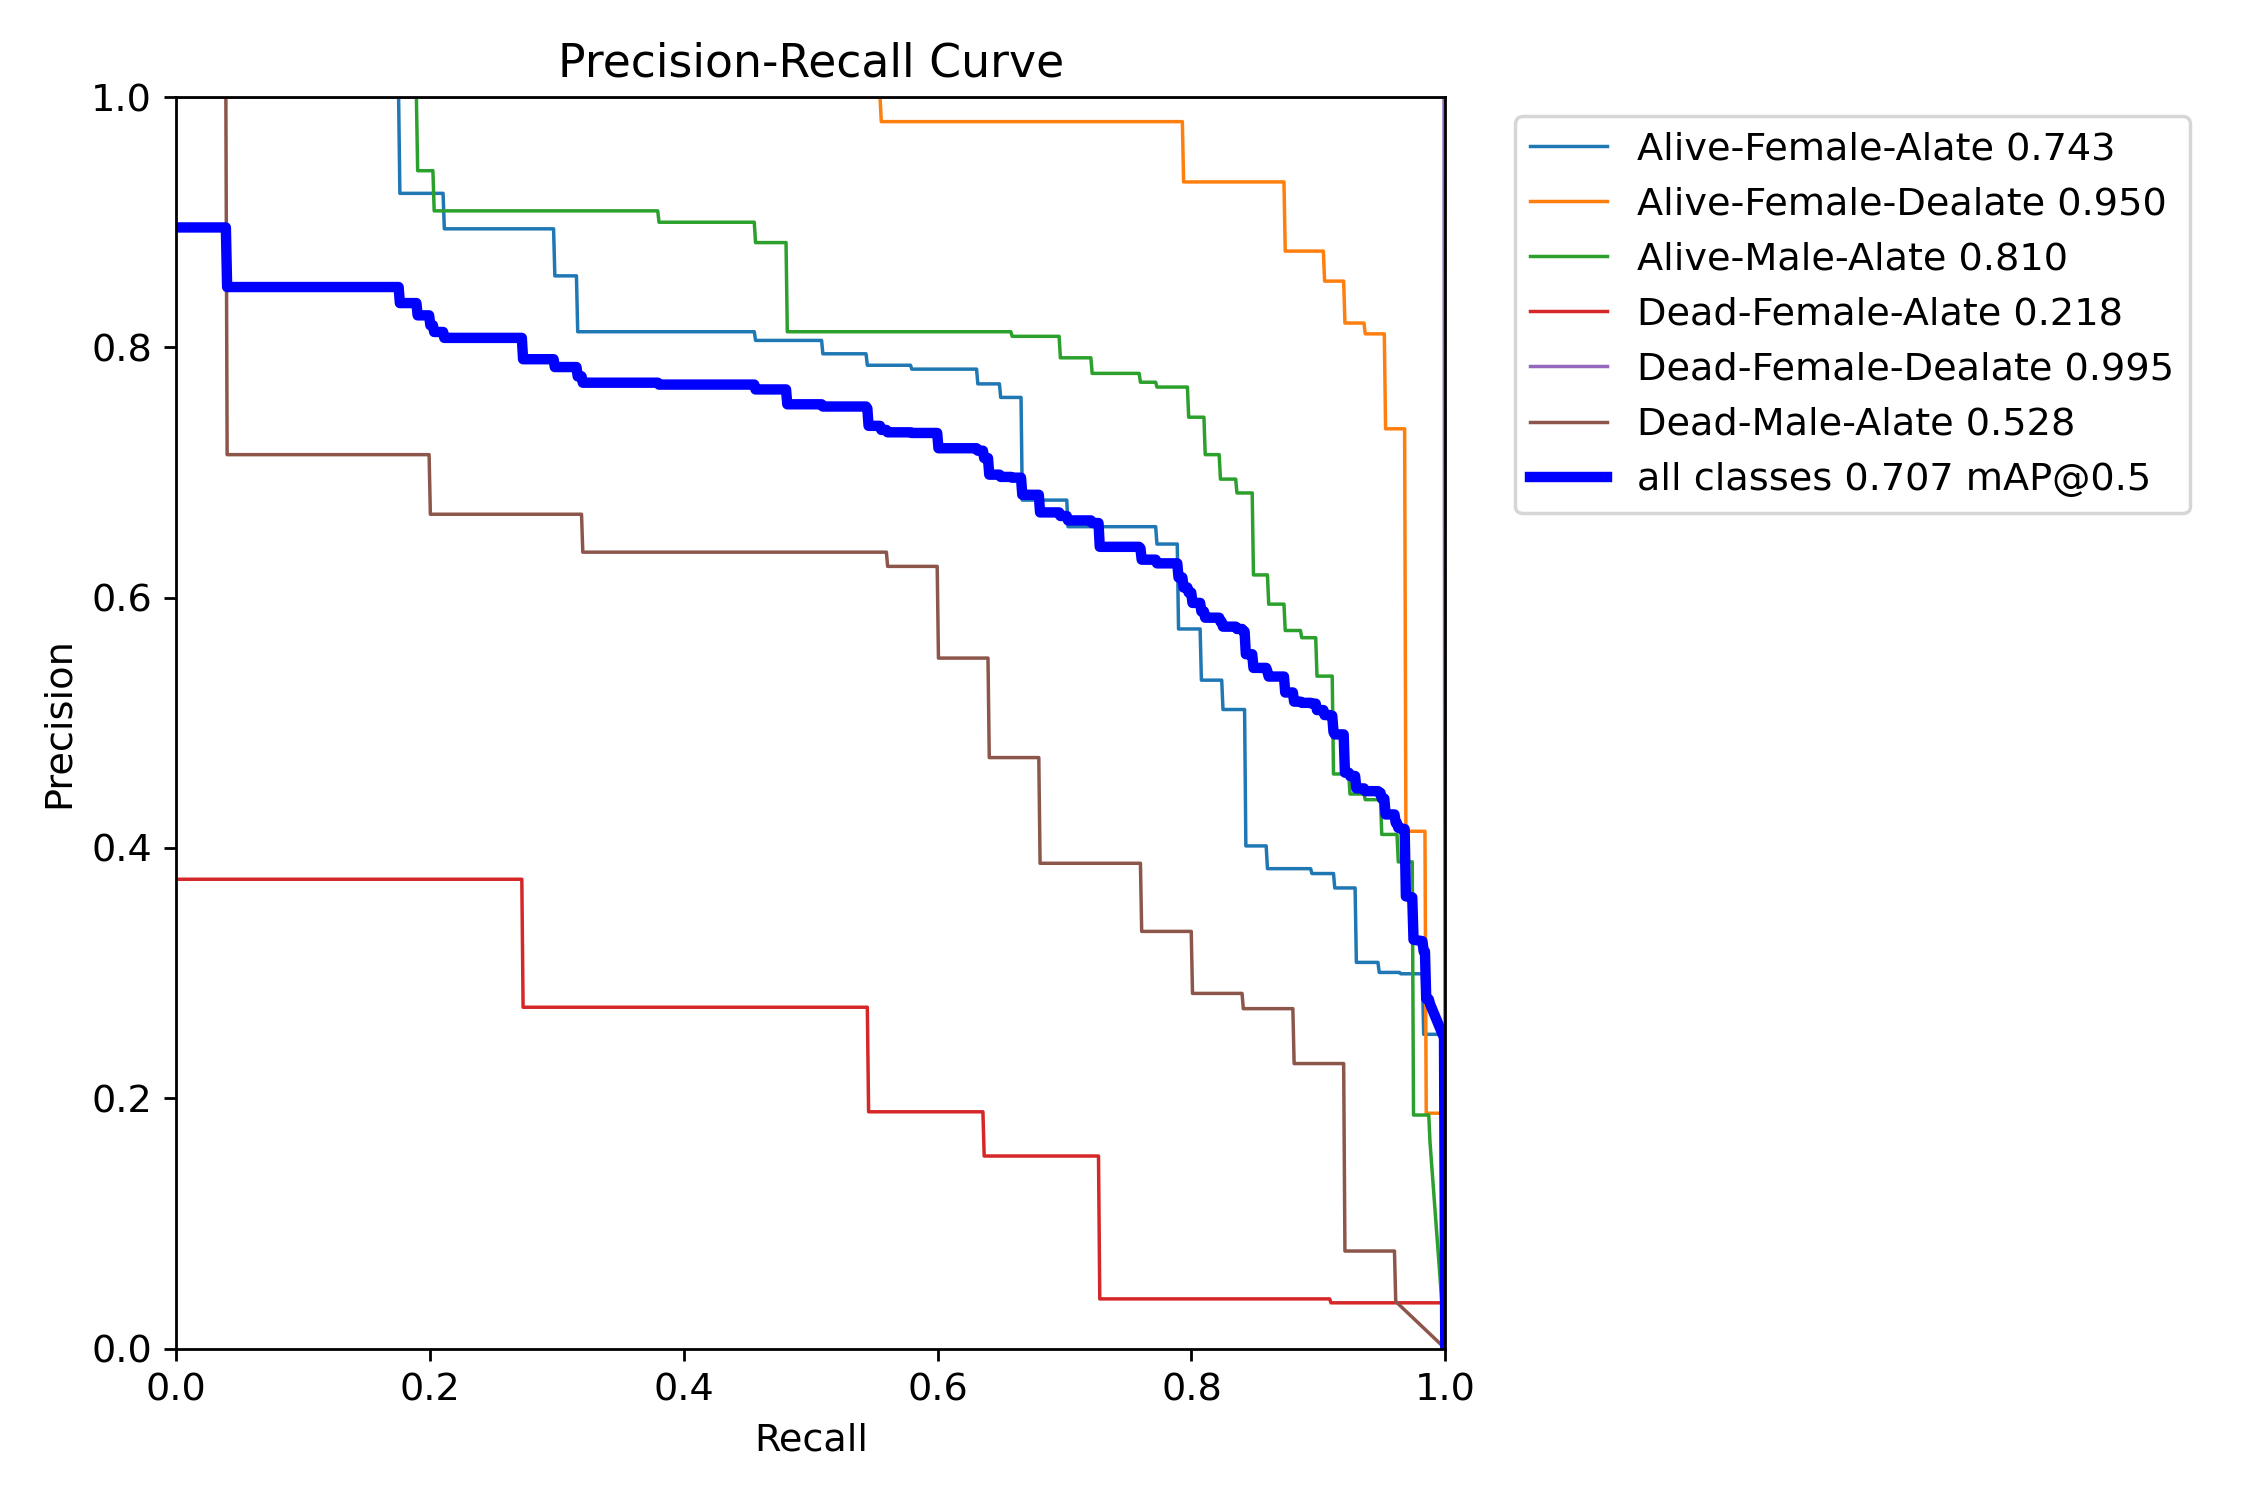 Precision-Recall Curve
1.0
0.8
0.6
0.4
0.2
0.0
Precision
0.0 0.2 0.4 0.6 0.8 1.0
Recall
Alive-Female-Alate 0.743
Alive-Female-Dealate 0.950
Alive-Male-Alate 0.810
Dead-Female-Alate 0.218
Dead-Female-Dealate 0.995
Dead-Male-Alate 0.528
all classes 0.707 mAP@0.5